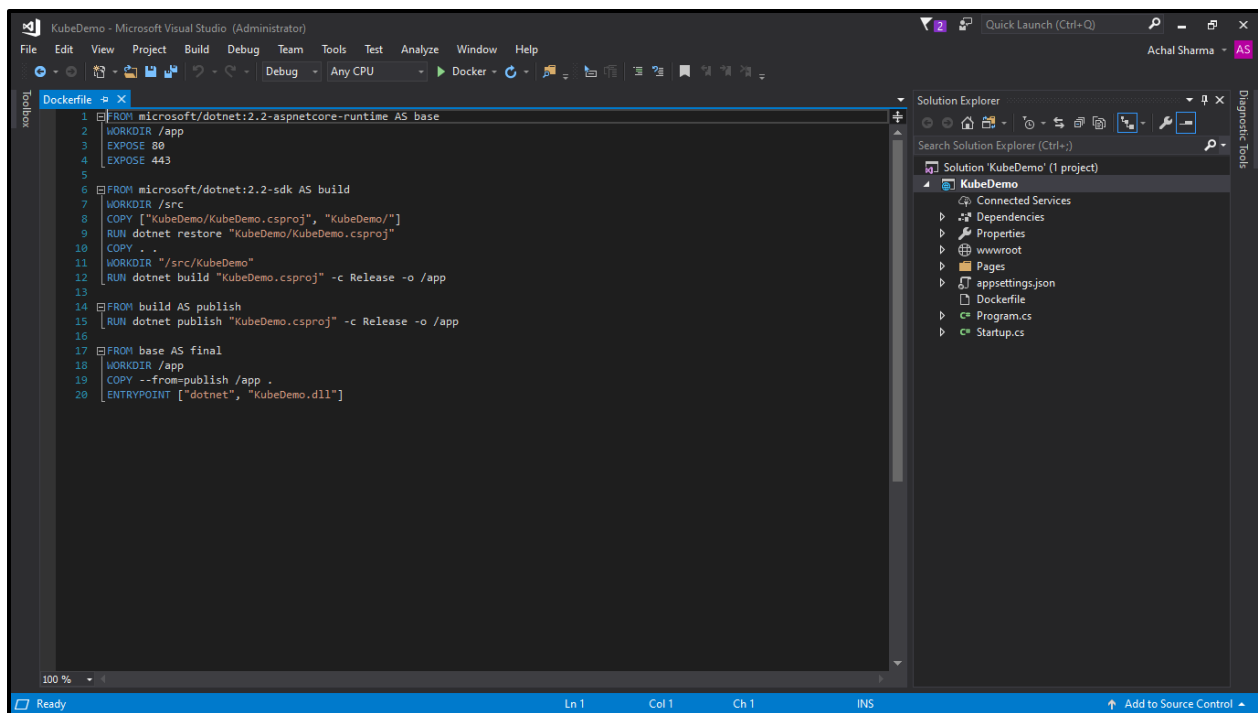 KubeDemo - Microsoft Visual Studio (Administrator)
2
Quick Launch (Ctrl+Q)
File Edit View Project Build Debug Team Tools Test Analyze Window Help
Achal Sharma
AS
Debug Any CPU Docker
Toolbox
Dockerfile
1 FROM microsoft/dotnet:2.2-aspnetcore-runtime AS base
2 WORKDIR /app
3 EXPOSE 80
4 EXPOSE 443
5
6 FROM microsoft/dotnet:2.2-sdk AS build
7 WORKDIR /src
8 COPY ["KubeDemo/KubeDemo.csproj", "KubeDemo/"]
9 RUN dotnet restore "KubeDemo/KubeDemo.csproj"
10 COPY . .
11 WORKDIR "/src/KubeDemo"
12 RUN dotnet build "KubeDemo.csproj" -c Release -o /app
13
14 FROM build AS publish
15 RUN dotnet publish "KubeDemo.csproj" -c Release -o /app
16
17 FROM base AS final
18 WORKDIR /app
19 COPY --from=publish /app .
20 ENTRYPOINT ["dotnet", "KubeDemo.dll"]
100 %
Solution Explorer
Search Solution Explorer (Ctrl+;)
Solution 'KubeDemo' (1 project)
KubeDemo
Connected Services
Dependencies
Properties
wwwroot
Pages
appsettings.json
Dockerfile
C# Program.cs
C# Startup.cs
Diagnostic Tools
Ready Ln 1 Col 1 Ch 1 INS Add to Source Control